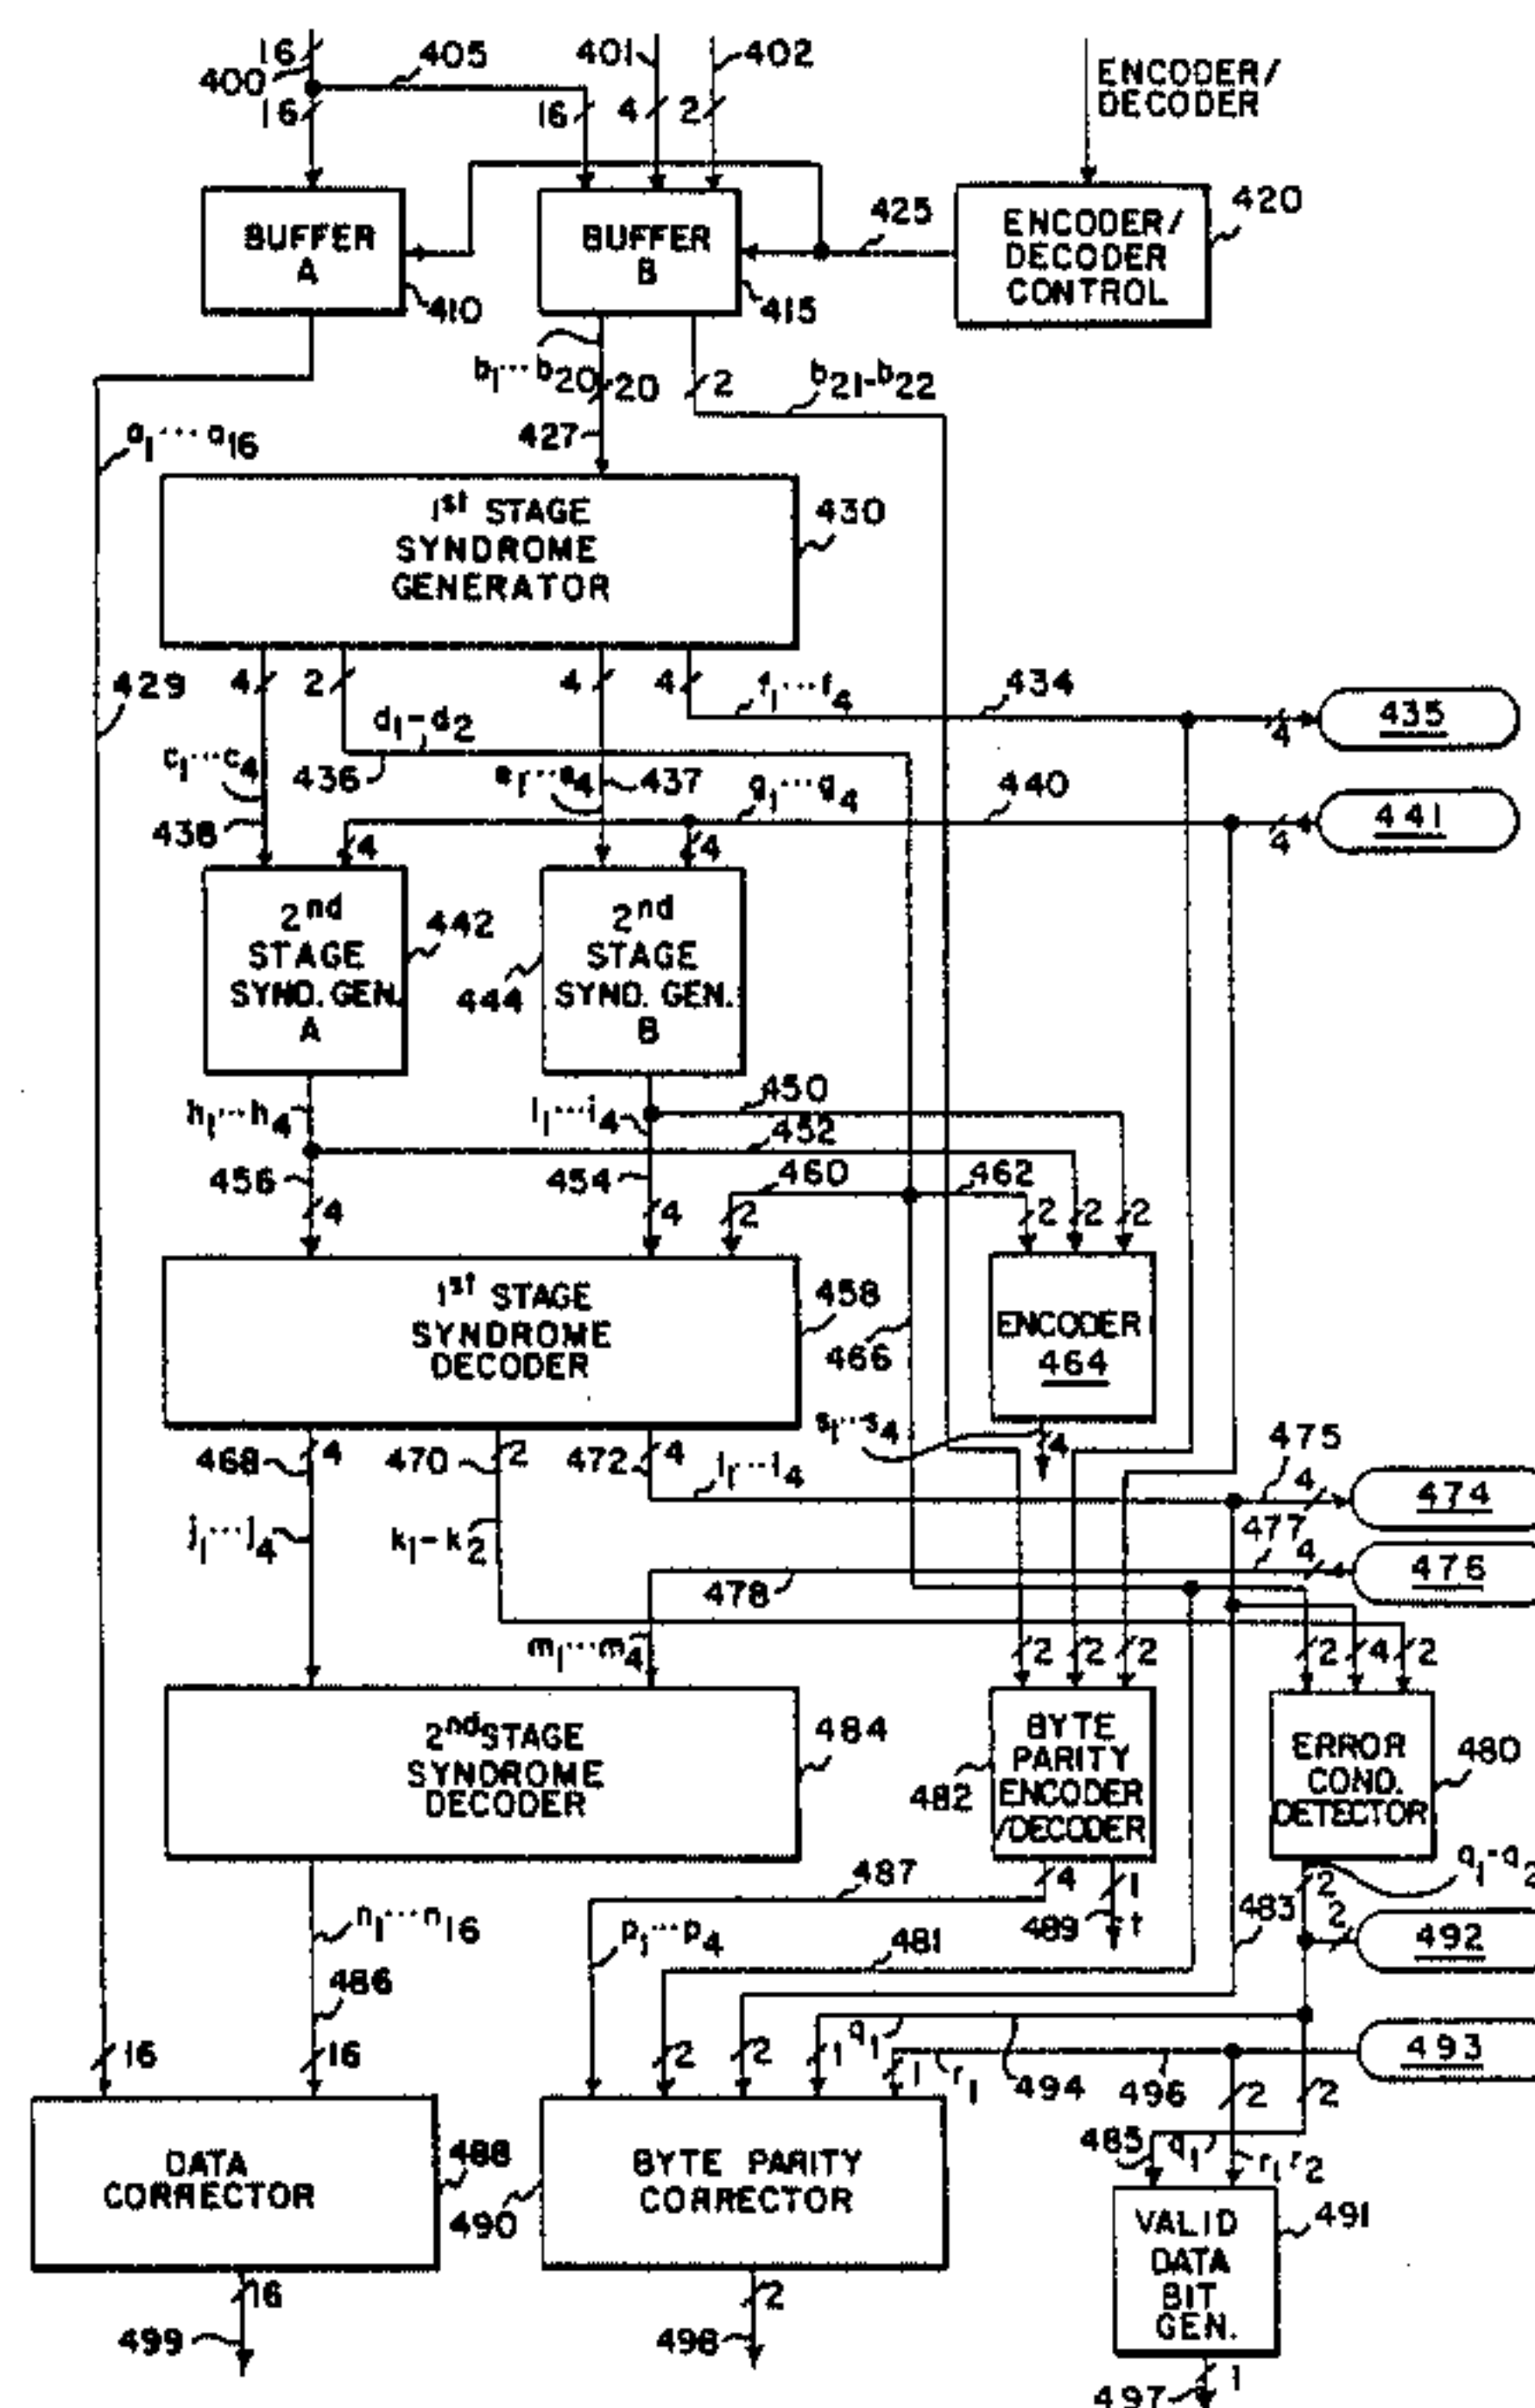 16
400
405
401
402
ENCODER/
DECODER
16
16
4
2
BUFFER
A
410
BUFFER
B
415
425
ENCODER/
DECODER
CONTROL
420
b1...b20
20
2
b21-b22
427
a1...a16
1st STAGE
SYNDROME
GENERATOR
430
429
4
2
4
4
f1...f4
434
435
4
d1-d2
c1...c4
436
e1...e4
437
g1...g4
440
441
4
438
4
4
2nd
STAGE
SYND. GEN.
A
442
2nd
STAGE
SYND. GEN.
B
444
h1...h4
i1...i4
450
452
456
454
460
462
4
4
2
2
2
2
1st STAGE
SYNDROME
DECODER
458
466
ENCODER
464
s1...s4
4
468
4
470
2
472
4
l1...l4
475
4
474
j1...j4
k1-k2
477
4
476
478
m1...m4
2
2
2
2
4
2
2nd STAGE
SYNDROME
DECODER
484
482
BYTE
PARITY
ENCODER
/DECODER
ERROR
COND.
DETECTOR
480
q1-q2
487
4
1
2
n1...n16
p1...p4
489
t
483
2
492
481
486
16
16
2
2
1
q1
1
r1
494
496
493
2
2
485
q1
r1 r2
DATA
CORRECTOR
488
490
BYTE PARITY
CORRECTOR
VALID
DATA
BIT
GEN.
491
16
499
2
498
497
1